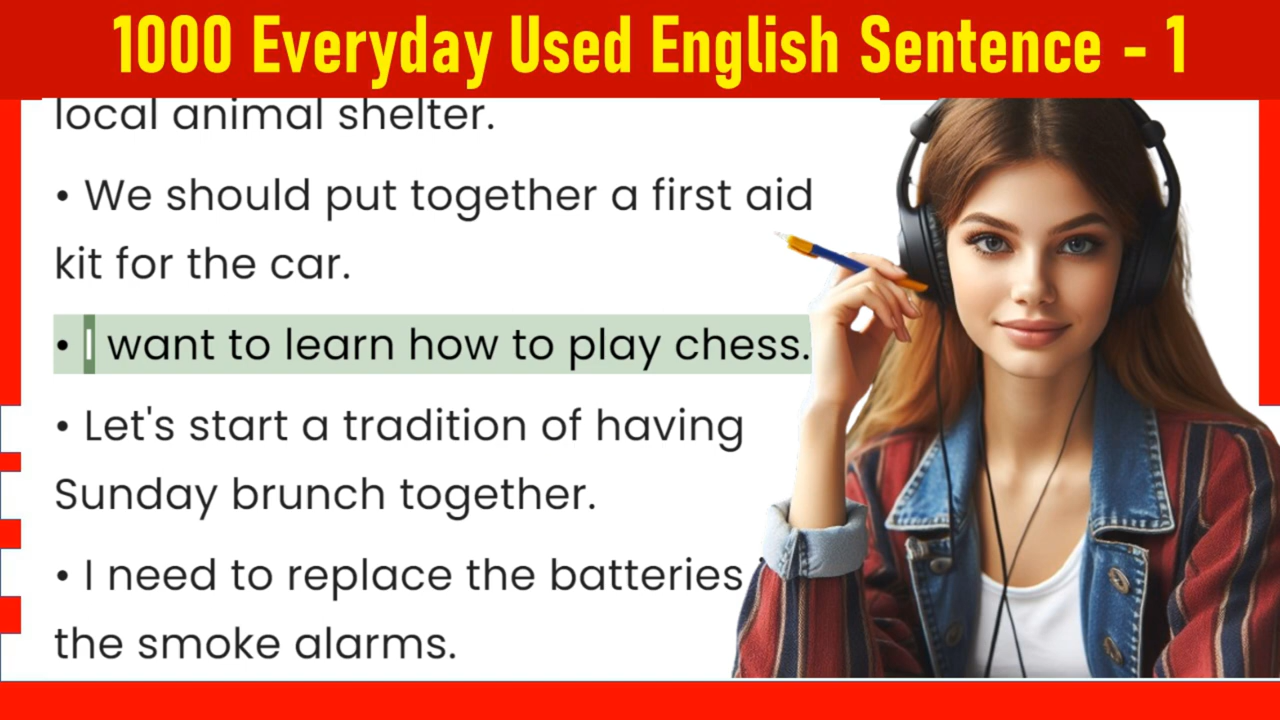 1000 Everyday Used English Sentence - 1
local animal shelter.
• We should put together a first aid
kit for the car.
• I want to learn how to play chess.
• Let's start a tradition of having
Sunday brunch together.
• I need to replace the batteries
the smoke alarms.